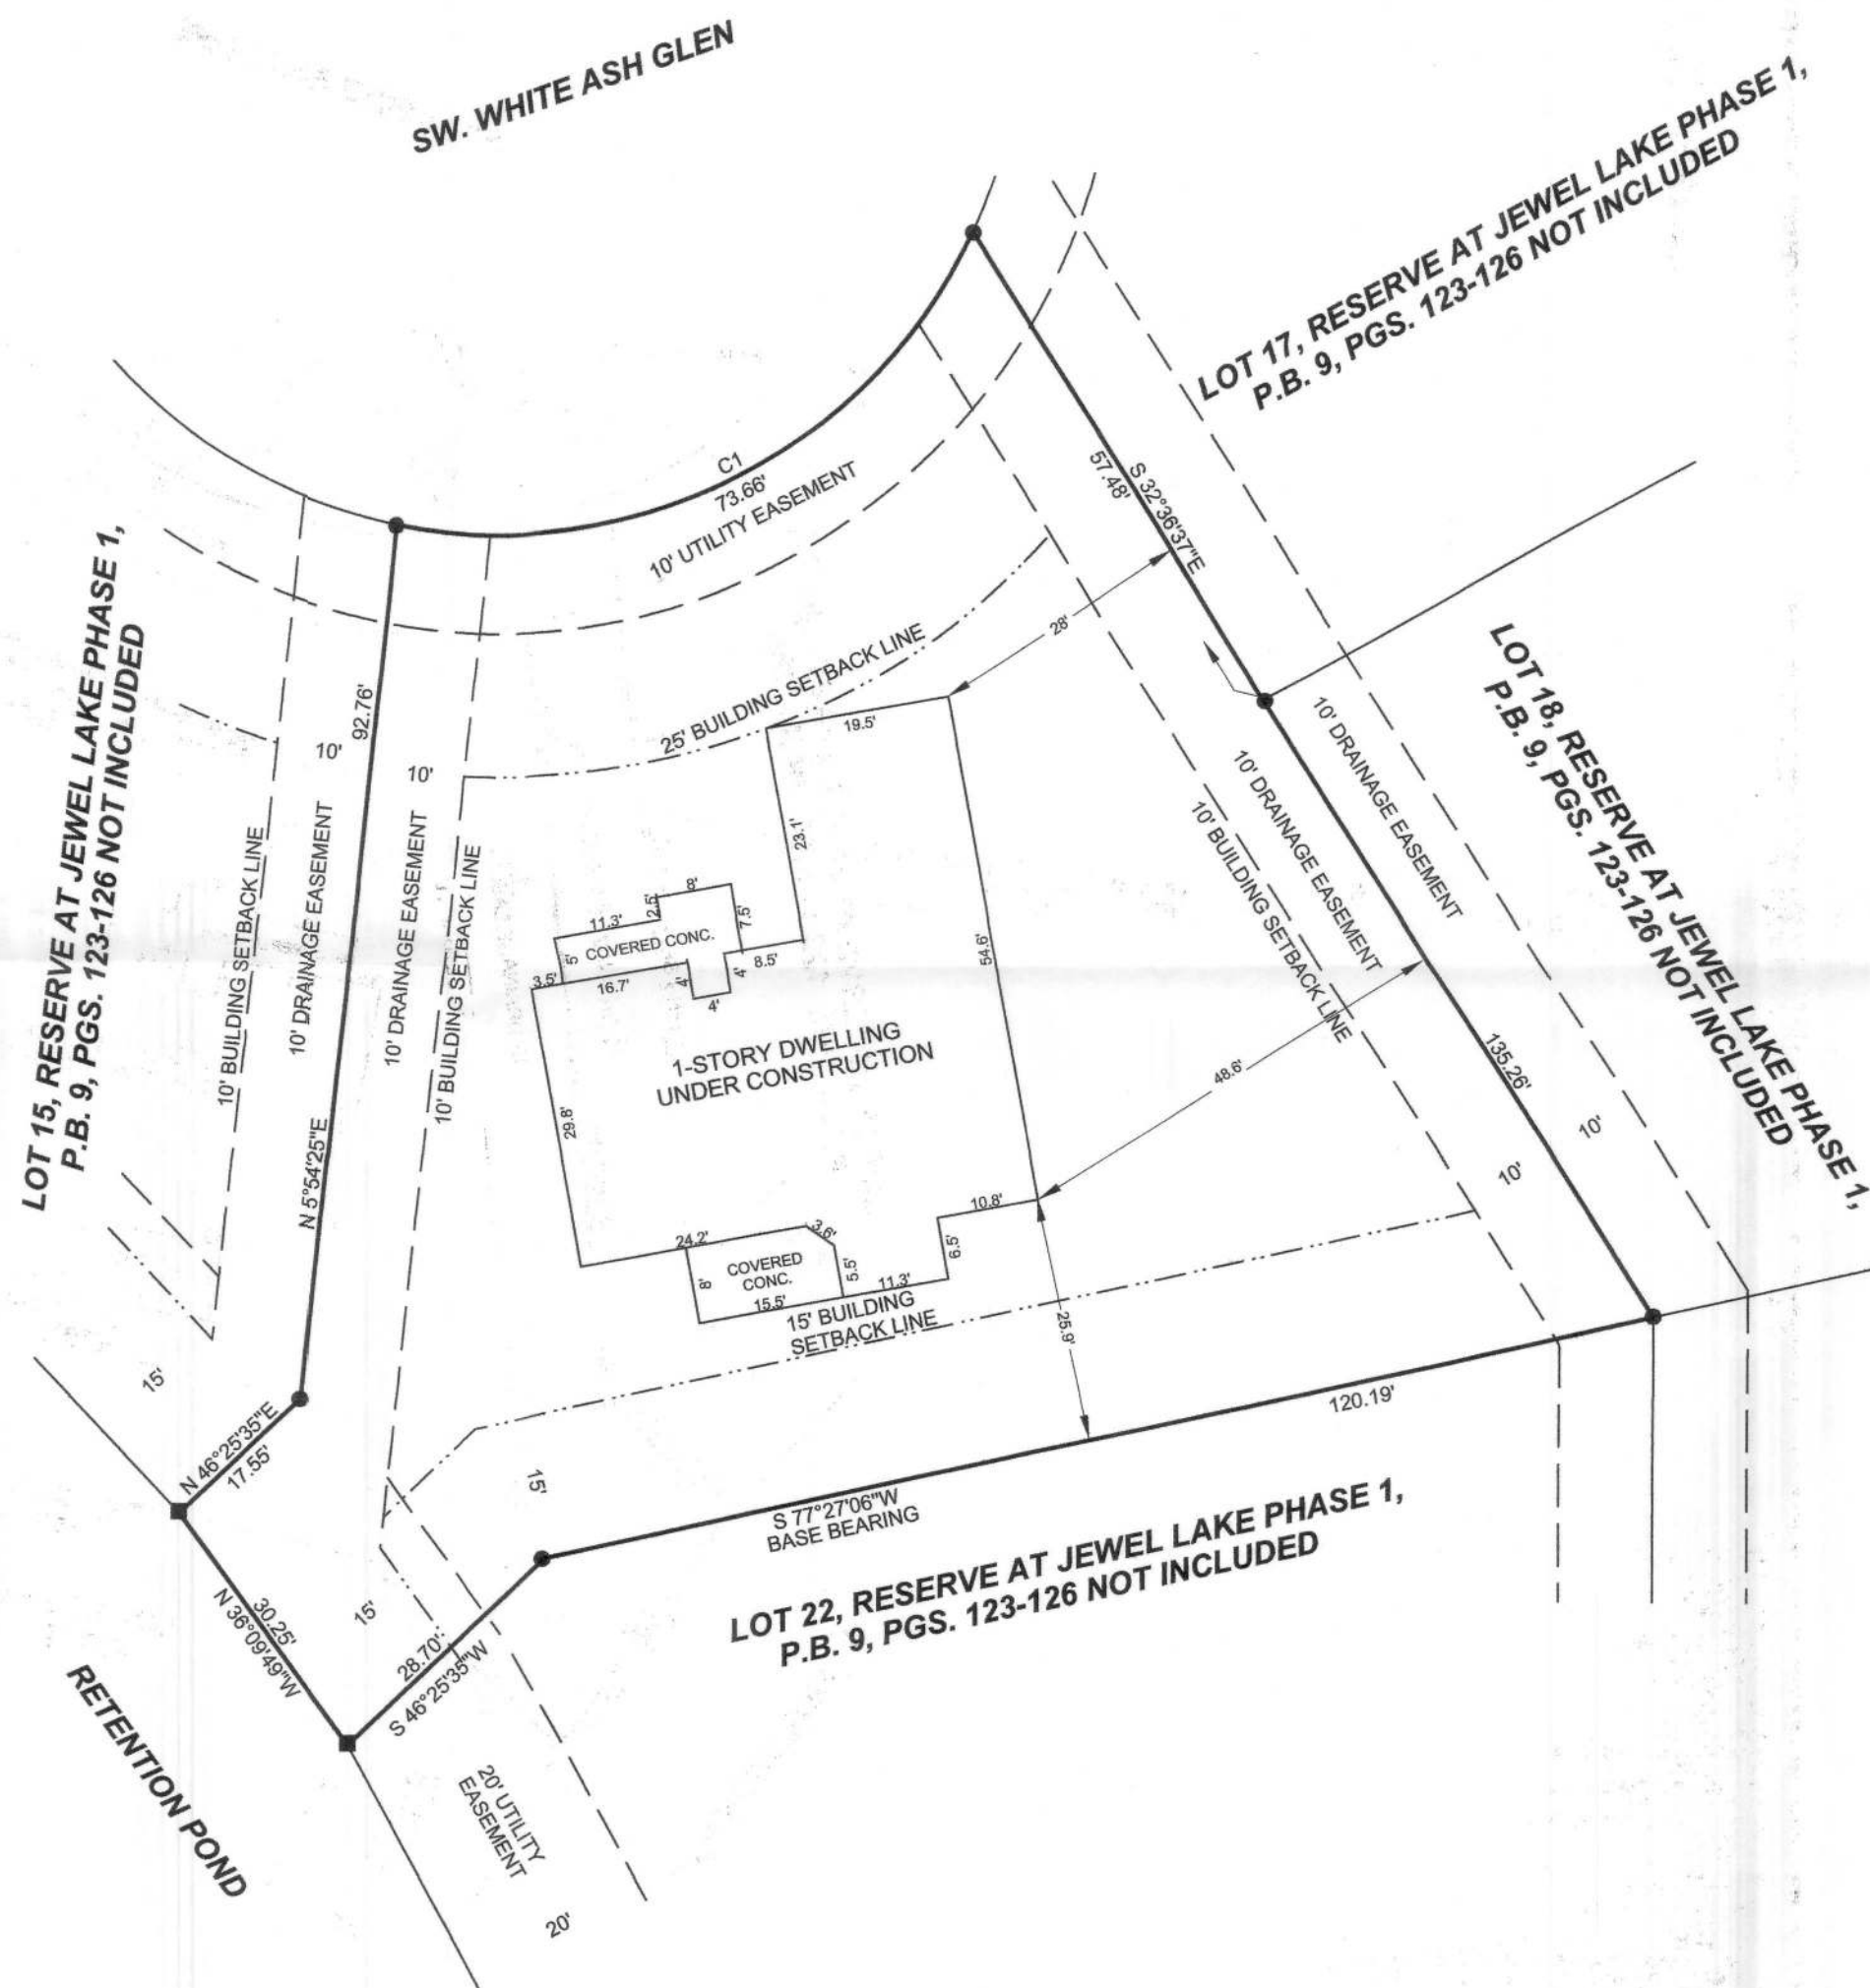 SW. WHITE ASH GLEN
LOT 17, RESERVE AT JEWEL LAKE PHASE 1,
P.B. 9, PGS. 123-126 NOT INCLUDED
C1
73.66'
10' UTILITY EASEMENT
S 32°36'37"E
57.48'
28'
25' BUILDING SETBACK LINE
LOT 15, RESERVE AT JEWEL LAKE PHASE 1,
P.B. 9, PGS. 123-126 NOT INCLUDED
92.76'
N 5°54'25"E
10'
10'
10' BUILDING SETBACK LINE
10' DRAINAGE EASEMENT
10' DRAINAGE EASEMENT
10' BUILDING SETBACK LINE
19.5'
23.1'
54.6'
8'
2.5'
7.5'
11.3'
5'
COVERED CONC.
3.5'
16.7'
4'
4'
4'
8.5'
1-STORY DWELLING
UNDER CONSTRUCTION
29.8'
24.2'
3.6'
8'
COVERED
CONC.
5.5'
15.5'
11.3'
6.5'
10.8'
15' BUILDING
SETBACK LINE
25.9'
48.6'
10' DRAINAGE EASEMENT
10' DRAINAGE EASEMENT
10' BUILDING SETBACK LINE
LOT 18, RESERVE AT JEWEL LAKE PHASE 1,
P.B. 9, PGS. 123-126 NOT INCLUDED
135.26'
10'
10'
120.19'
S 77°27'06"W
BASE BEARING
LOT 22, RESERVE AT JEWEL LAKE PHASE 1,
P.B. 9, PGS. 123-126 NOT INCLUDED
15'
15'
15'
N 46°25'35"E
17.55'
30.25'
N 36°09'49"W
28.70'
S 46°25'35"W
RETENTION POND
20' UTILITY
EASEMENT
20'